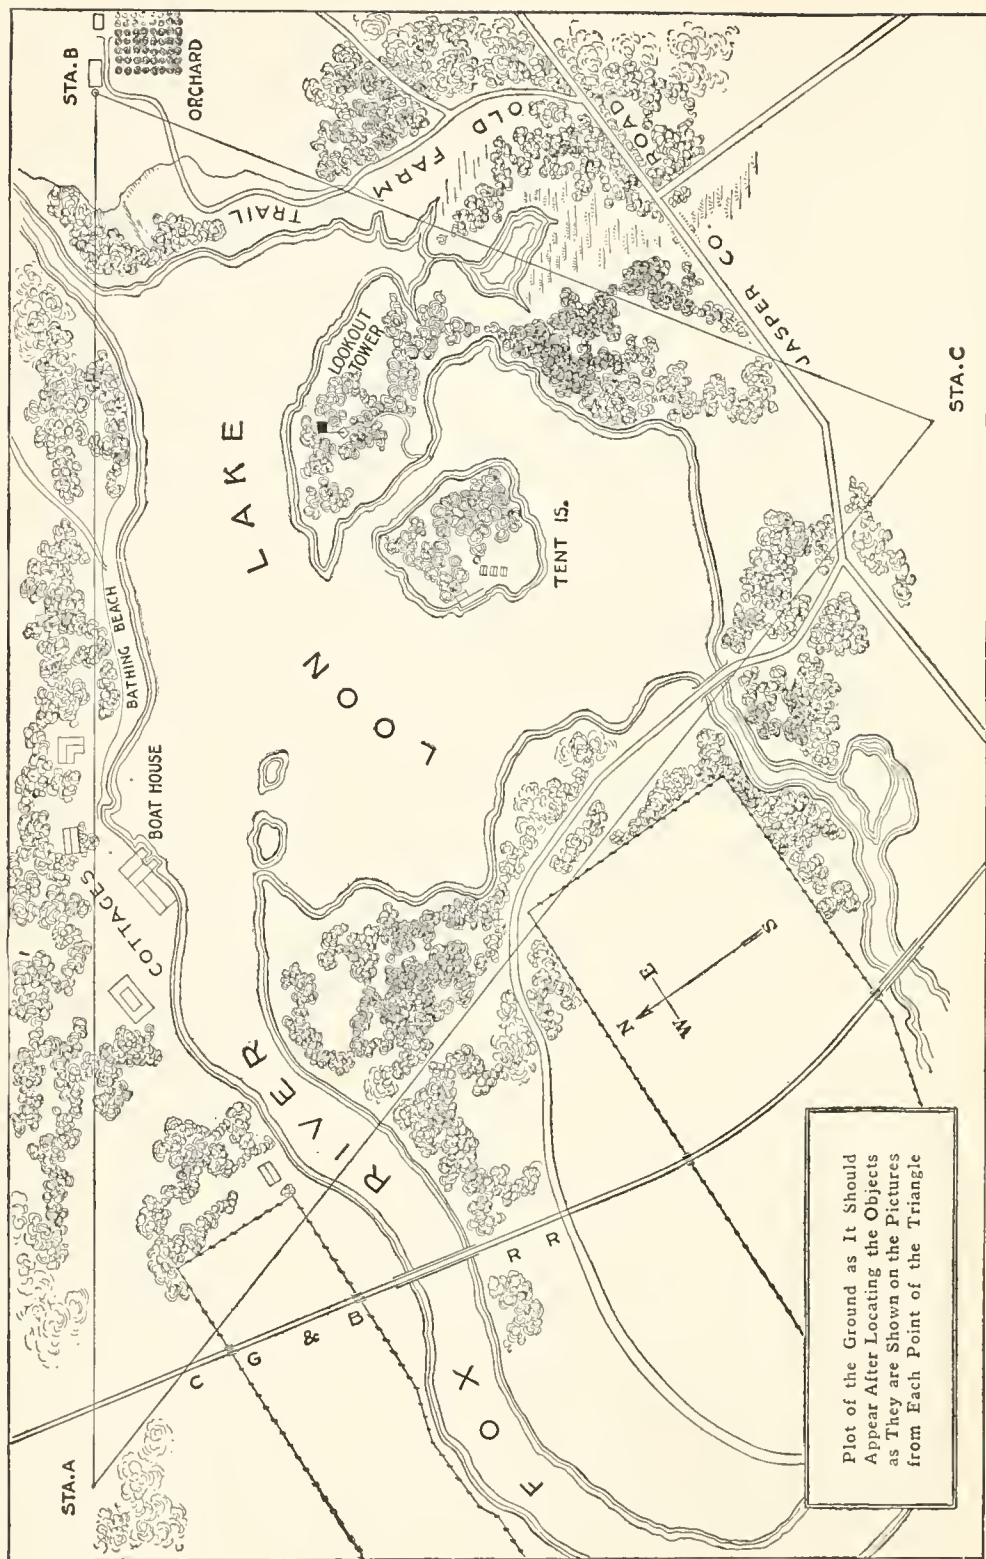 STA.A
STA.B
ORCHARD
COTTAGES
BOAT HOUSE
BATHING BEACH
TRAIL
OLD FARM
LOOKOUT
TOWER
LOON LAKE
TENT IS.
JASPER CO. ROAD
STA.C
FOX RIVER
C G & B R R
N
E
W
S
Plot of the Ground as It Should
Appear After Locating the Objects
as They are Shown on the Pictures
from Each Point of the Triangle